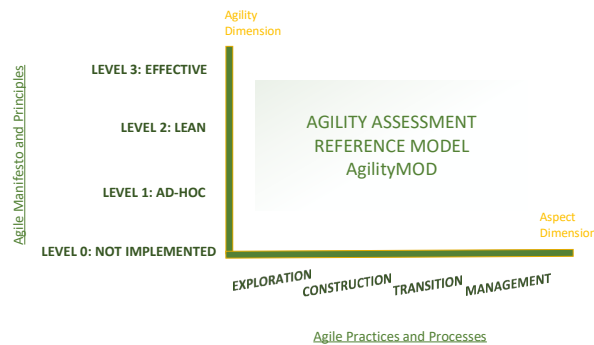 Agility
Dimension
LEVEL 3: EFFECTIVE
LEVEL 2: LEAN
LEVEL 1: AD-HOC
LEVEL 0: NOT IMPLEMENTED
Agile Manifesto and Principles
AGILITY ASSESSMENT
REFERENCE MODEL
AgilityMOD
Aspect
Dimension
EXPLORATION
CONSTRUCTION
TRANSITION
MANAGEMENT
Agile Practices and Processes